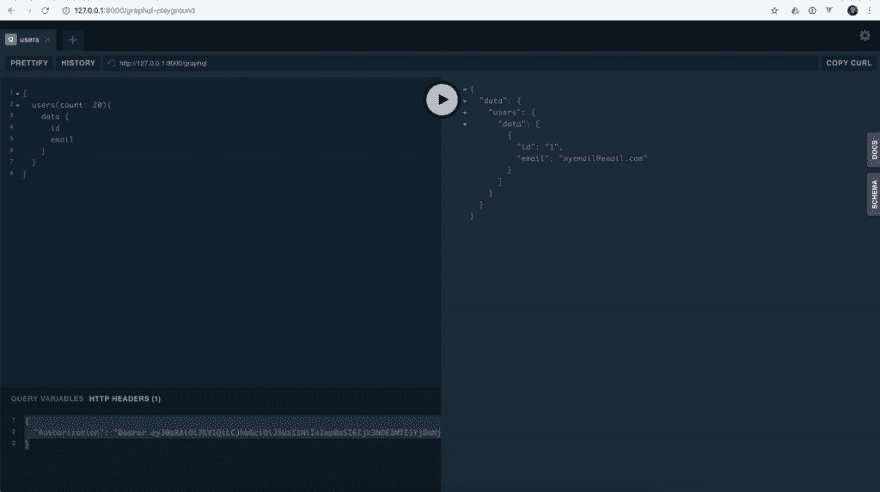 127.0.0.1:8000/graphql-playground
users
PRETTIFY HISTORY http://127.0.0.1:8000/graphql COPY CURL
1 {
2 users(count: 20){
3 data {
4 id
5 email
6 }
7 }
8 }
{
"data": {
"users": {
"data": [
{
"id": "1",
"email": "myemail@email.com"
}
]
}
}
}
DOCS
SCHEMA
QUERY VARIABLES HTTP HEADERS (1)
1 {
2 "Authorization": "Bearer
3 }